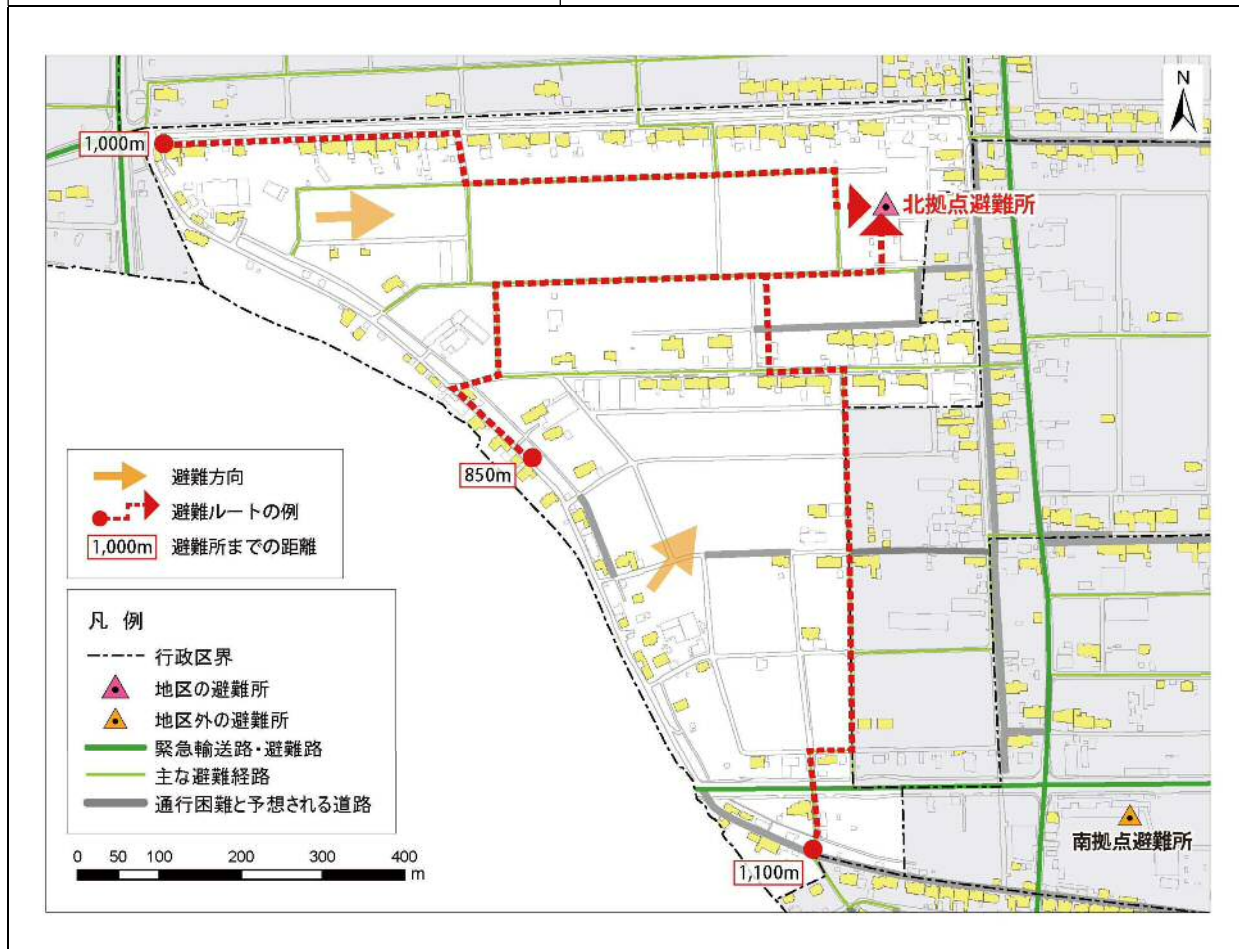 N
1,000m
北拠点避難所
850m
避難方向
避難ルートの例
1,000m 避難所までの距離
凡 例
行政区界
地区の避難所
地区外の避難所
緊急輸送路・避難路
主な避難経路
通行困難と予想される道路
0 50 100 200 300 400
m
南拠点避難所
1,100m